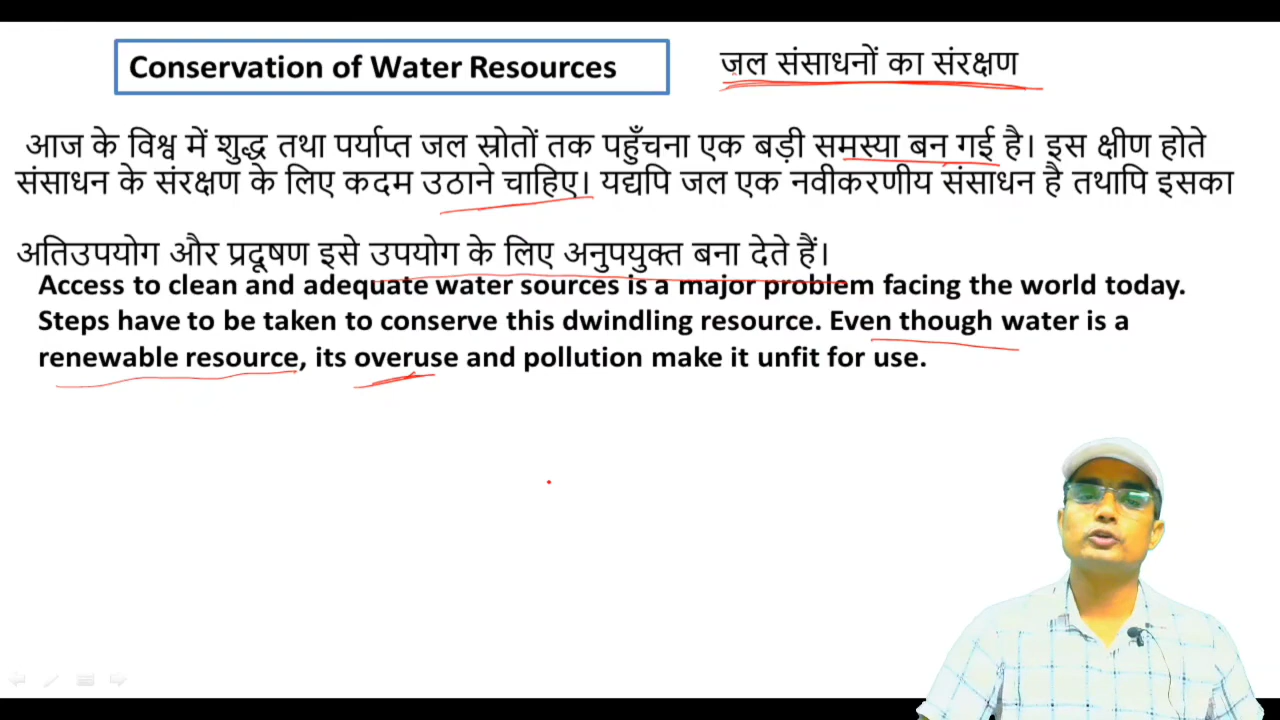 Conservation of Water Resources
जल संसाधनों का संरक्षण
आज के विश्व में शुद्ध तथा पर्याप्त जल स्रोतों तक पहुँचना एक बड़ी समस्या बन गई है। इस क्षीण होते
संसाधन के संरक्षण के लिए कदम उठाने चाहिए। यद्यपि जल एक नवीकरणीय संसाधन है तथापि इसका
अतिउपयोग और प्रदूषण इसे उपयोग के लिए अनुपयुक्त बना देते हैं।
Access to clean and adequate water sources is a major problem facing the world today.
Steps have to be taken to conserve this dwindling resource. Even though water is a
renewable resource, its overuse and pollution make it unfit for use.